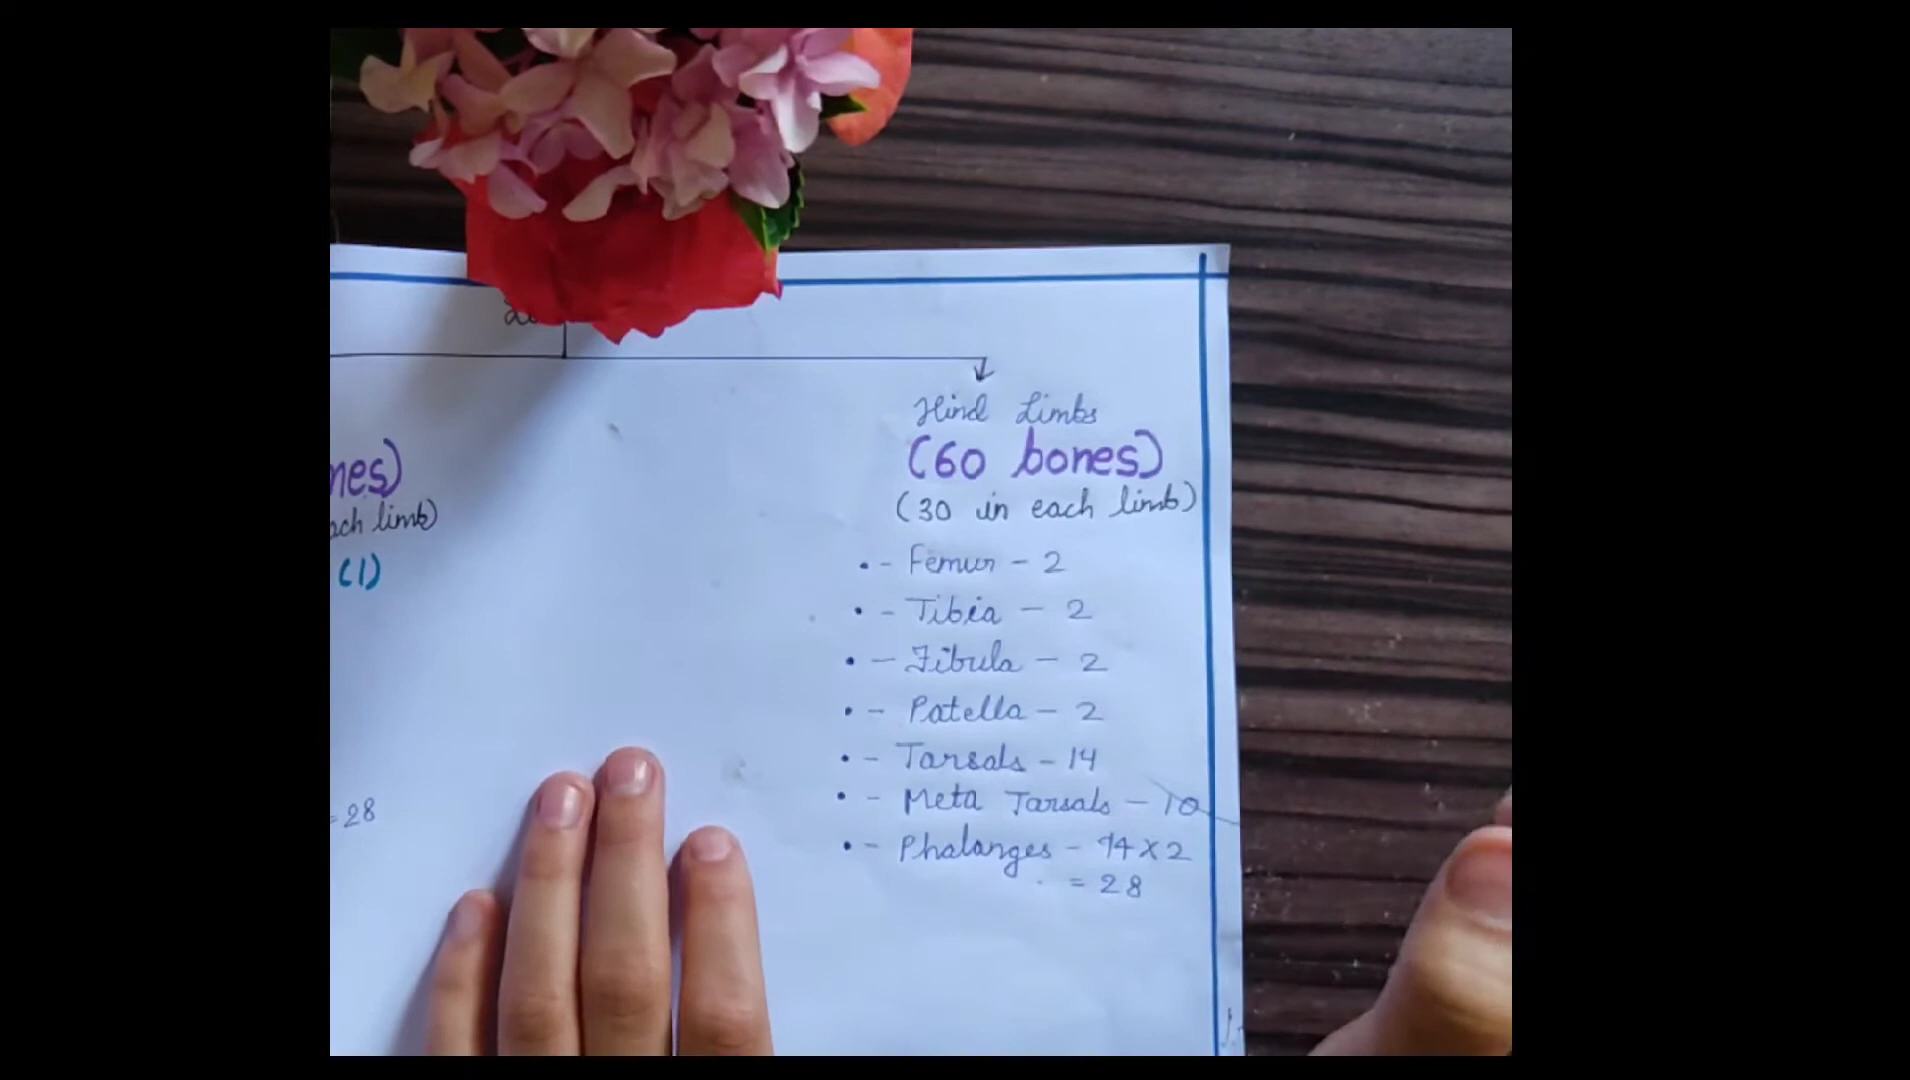 Hind Limbs
nes)
(60 bones)
ach limb)
(30 in each limb)
(1)
• - Femur - 2
• - Tibia - 2
• - Fibula - 2
• - Patella - 2
• - Tarsals - 14
• - Meta Tarsals - 10
= 28
• - Phalanges - 14 X 2
= 28